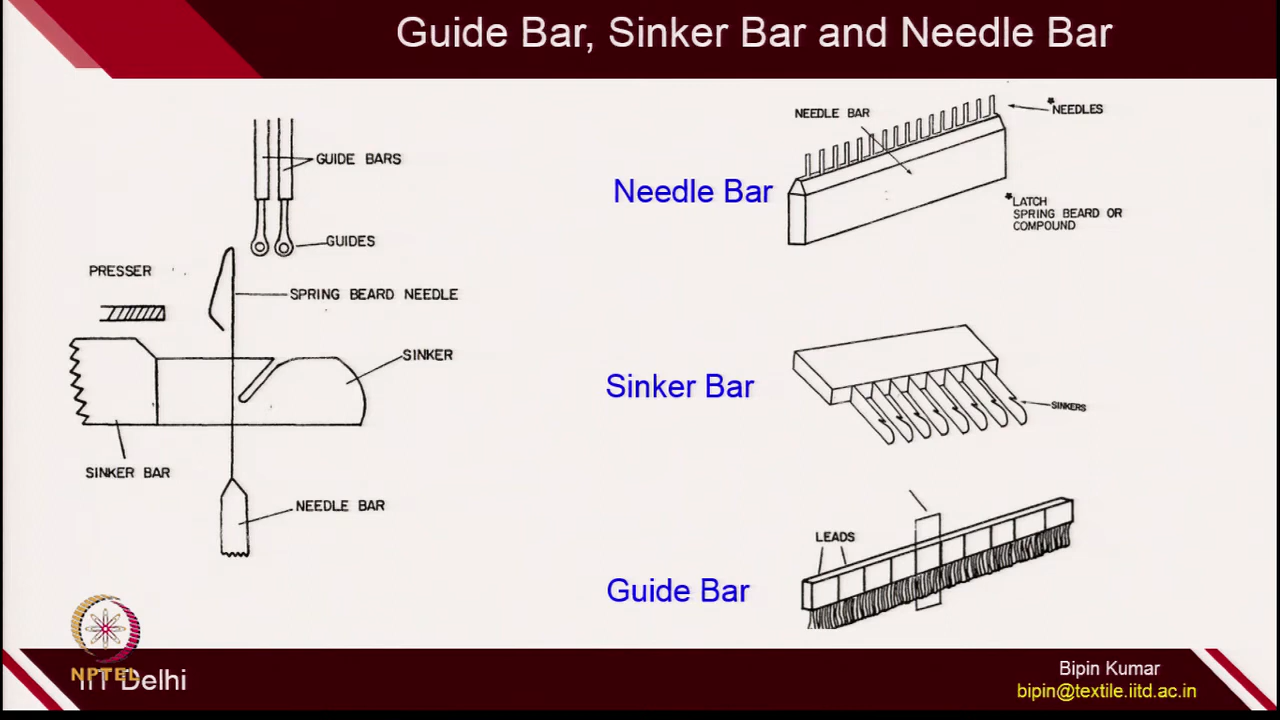 Guide Bar, Sinker Bar and Needle Bar
GUIDE BARS
GUIDES
PRESSER
SPRING BEARD NEEDLE
SINKER
SINKER BAR
NEEDLE BAR
NEEDLE BAR
*NEEDLES
Needle Bar
*LATCH
SPRING BEARD OR
COMPOUND
Sinker Bar
SINKERS
LEADS
Guide Bar
NPTEL
IIT Delhi
Bipin Kumar
bipin@textile.iitd.ac.in